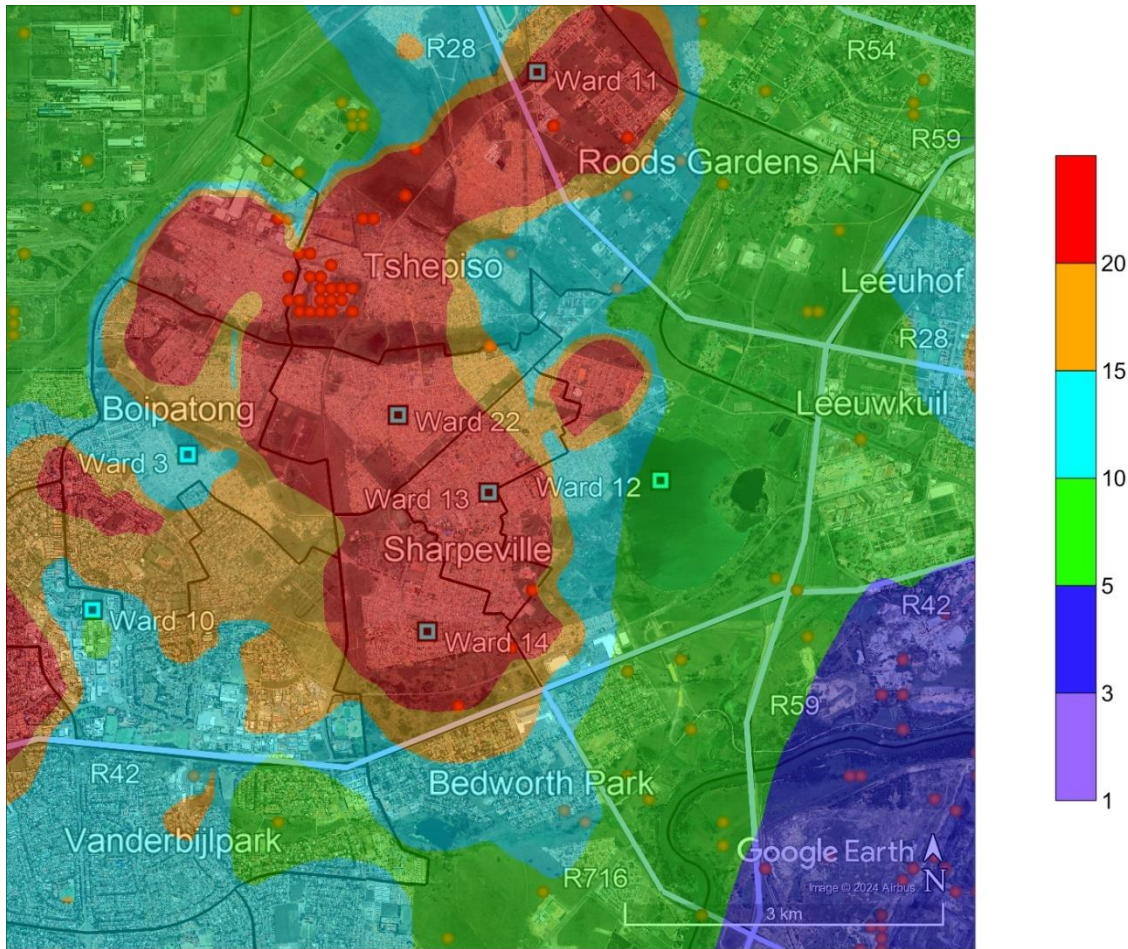 R28
R54
Ward 11
R59
Roods Gardens AH
Tshepiso
Leeuhof
R28
Boipatong
Leeuwkuil
Ward 22
Ward 3
Ward 13
Ward 12
Sharpeville
Ward 10
R42
Ward 14
R59
R42
Bedworth Park
Vanderbijlpark
Google Earth
R716
Image © 2024 Airbus
N
3 km
20
15
10
5
3
1